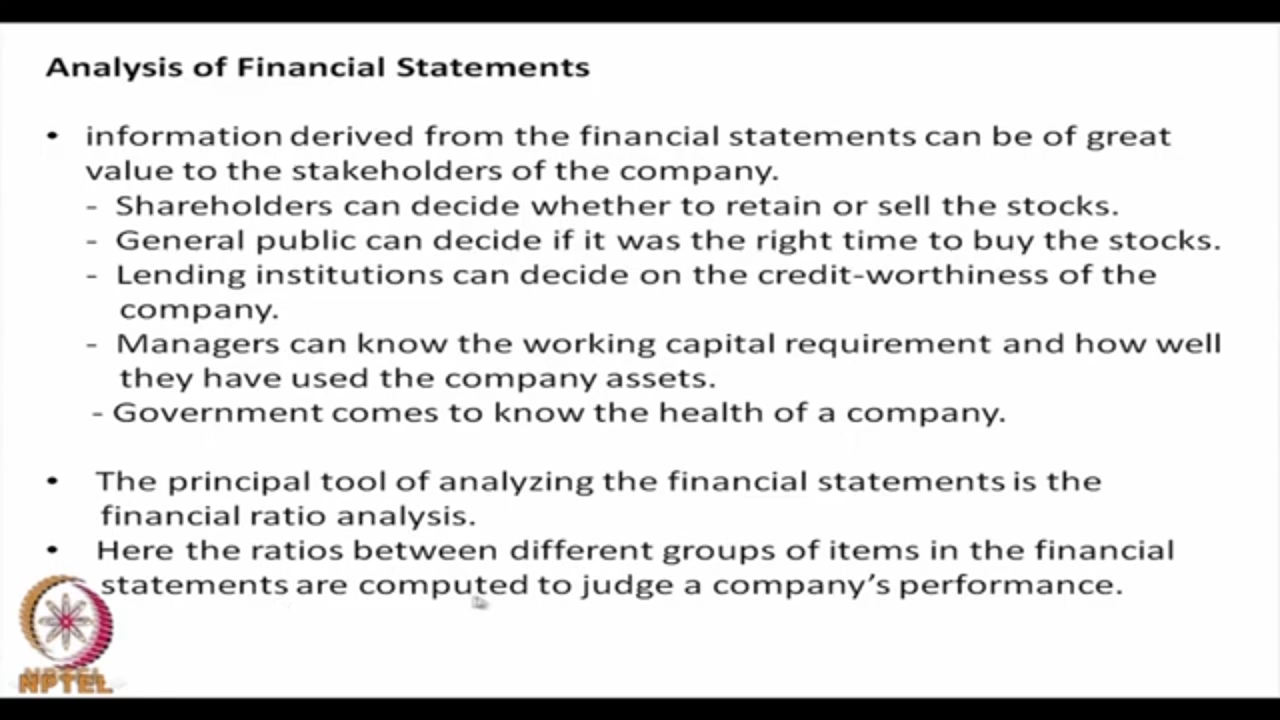 Analysis of Financial Statements
• information derived from the financial statements can be of great
value to the stakeholders of the company.
- Shareholders can decide whether to retain or sell the stocks.
- General public can decide if it was the right time to buy the stocks.
- Lending institutions can decide on the credit-worthiness of the
company.
- Managers can know the working capital requirement and how well
they have used the company assets.
- Government comes to know the health of a company.
• The principal tool of analyzing the financial statements is the
financial ratio analysis.
• Here the ratios between different groups of items in the financial
statements are computed to judge a company's performance.
NPTEL